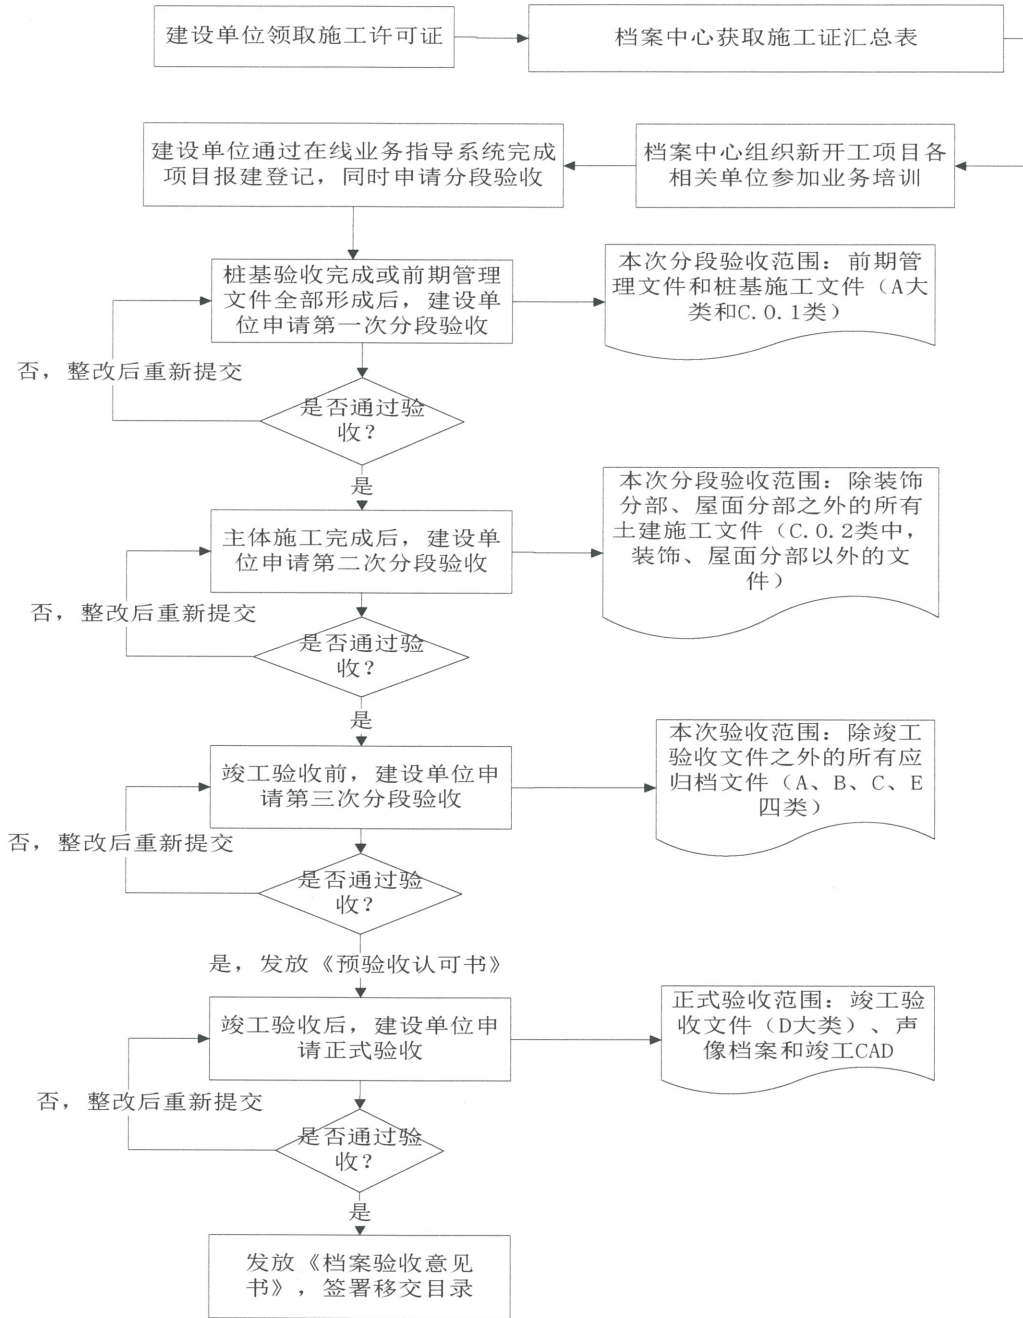 建设单位领取施工许可证
档案中心获取施工证汇总表
建设单位通过在线业务指导系统完成
项目报建登记，同时申请分段验收
档案中心组织新开工项目各
相关单位参加业务培训
桩基验收完成或前期管理
文件全部形成后，建设单
位申请第一次分段验收
本次分段验收范围：前期管
理文件和桩基施工文件（A大
类和C.0.1类）
否，整改后重新提交
是否通过验
收？
是
主体施工完成后，建设单
位申请第二次分段验收
本次分段验收范围：除装饰
分部、屋面分部之外的所有
土建施工文件（C.0.2类中，
装饰、屋面分部以外的文
件）
否，整改后重新提交
是否通过验
收？
是
竣工验收前，建设单位申
请第三次分段验收
本次验收范围：除竣工
验收文件之外的所有应
归档文件（A、B、C、E
四类）
否，整改后重新提交
是否通过验
收？
是，发放《预验收认可书》
竣工验收后，建设单位申
请正式验收
正式验收范围：竣工验
收文件（D大类）、声
像档案和竣工CAD
否，整改后重新提交
是否通过验
收？
是
发放《档案验收意见
书》，签署移交目录